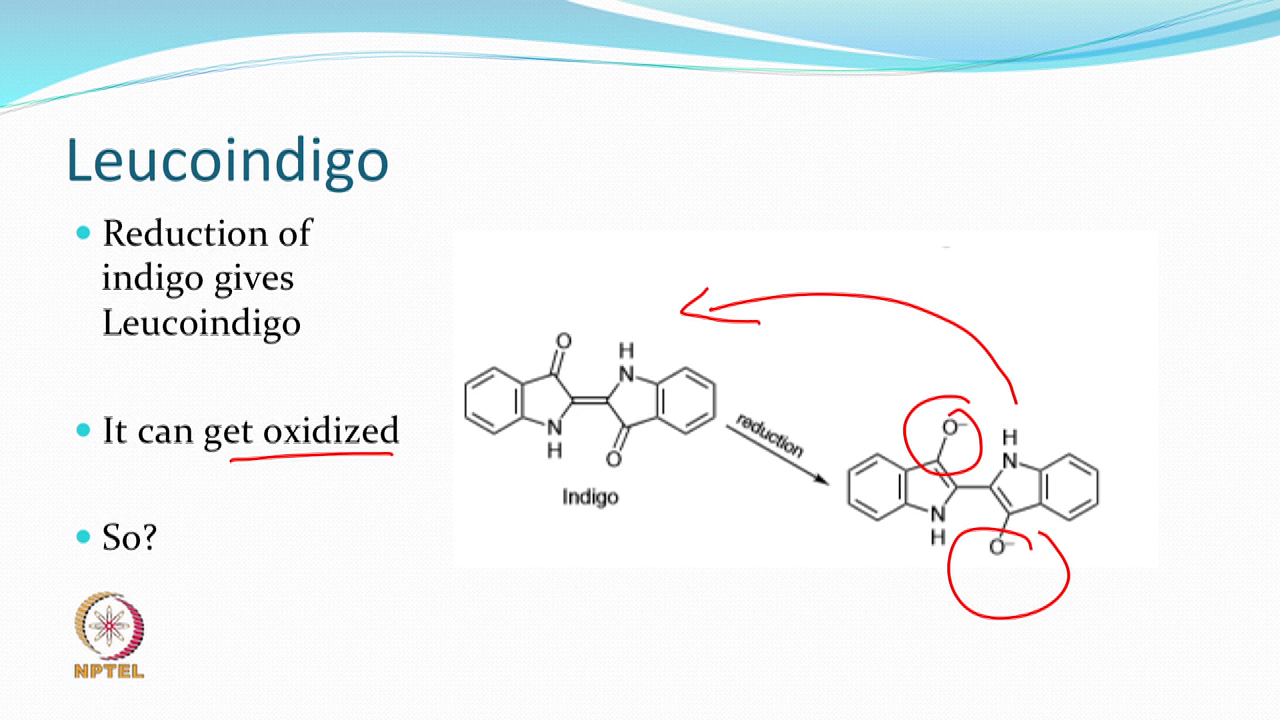 Leucoindigo
Reduction of
indigo gives
Leucoindigo
It can get oxidized
So?
O
H
N
N
H
O
Indigo
reduction
O−
H
N
N
H
O−
NPTEL